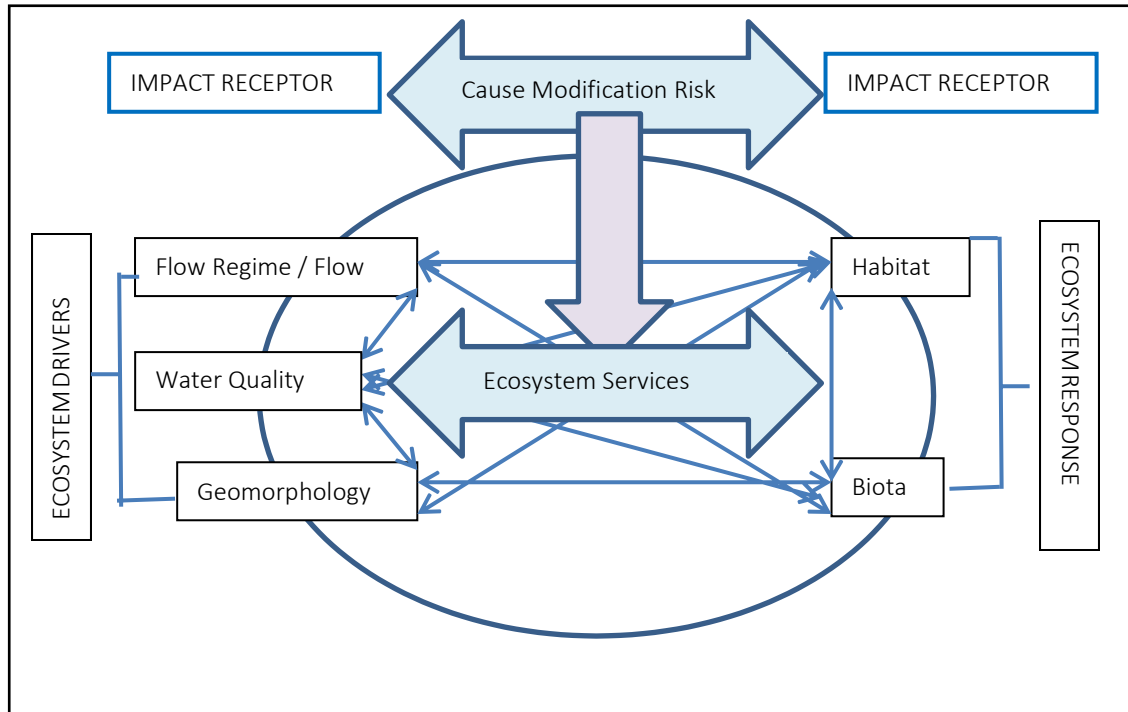 IMPACT RECEPTOR
Cause Modification Risk
IMPACT RECEPTOR
ECOSYSTEM DRIVERS
Flow Regime / Flow
Water Quality
Geomorphology
Ecosystem Services
Habitat
Biota
ECOSYSTEM RESPONSE